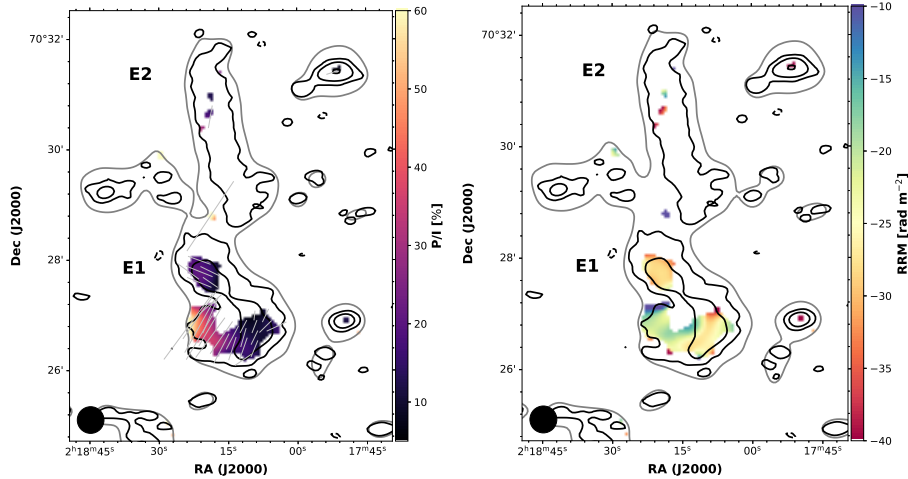 70°32'
30'
28'
26'
Dec (J2000)
E2
E1
2ʰ18ᵐ45ˢ
30ˢ
15ˢ
00ˢ
17ᵐ45ˢ
RA (J2000)
60
50
40
30
20
10
P/I [%]
70°32'
30'
28'
26'
Dec (J2000)
E2
E1
2ʰ18ᵐ45ˢ
30ˢ
15ˢ
00ˢ
17ᵐ45ˢ
RA (J2000)
−10
−15
−20
−25
−30
−35
−40
RRM [rad m⁻²]